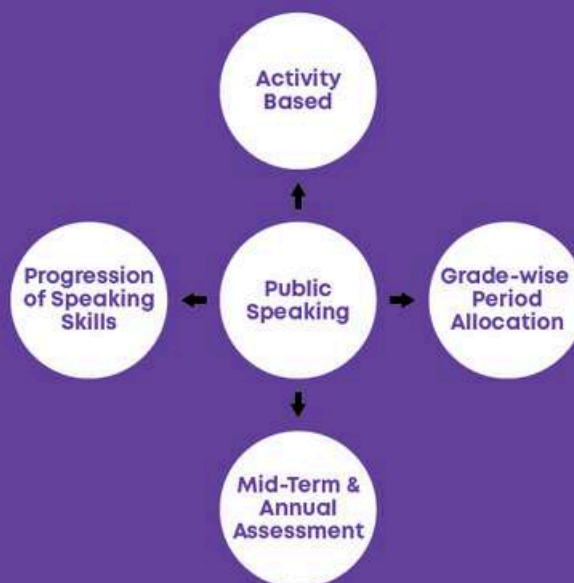 Activity
Based
Progression
of Speaking
Skills
Public
Speaking
Grade-wise
Period
Allocation
Mid-Term &
Annual
Assessment